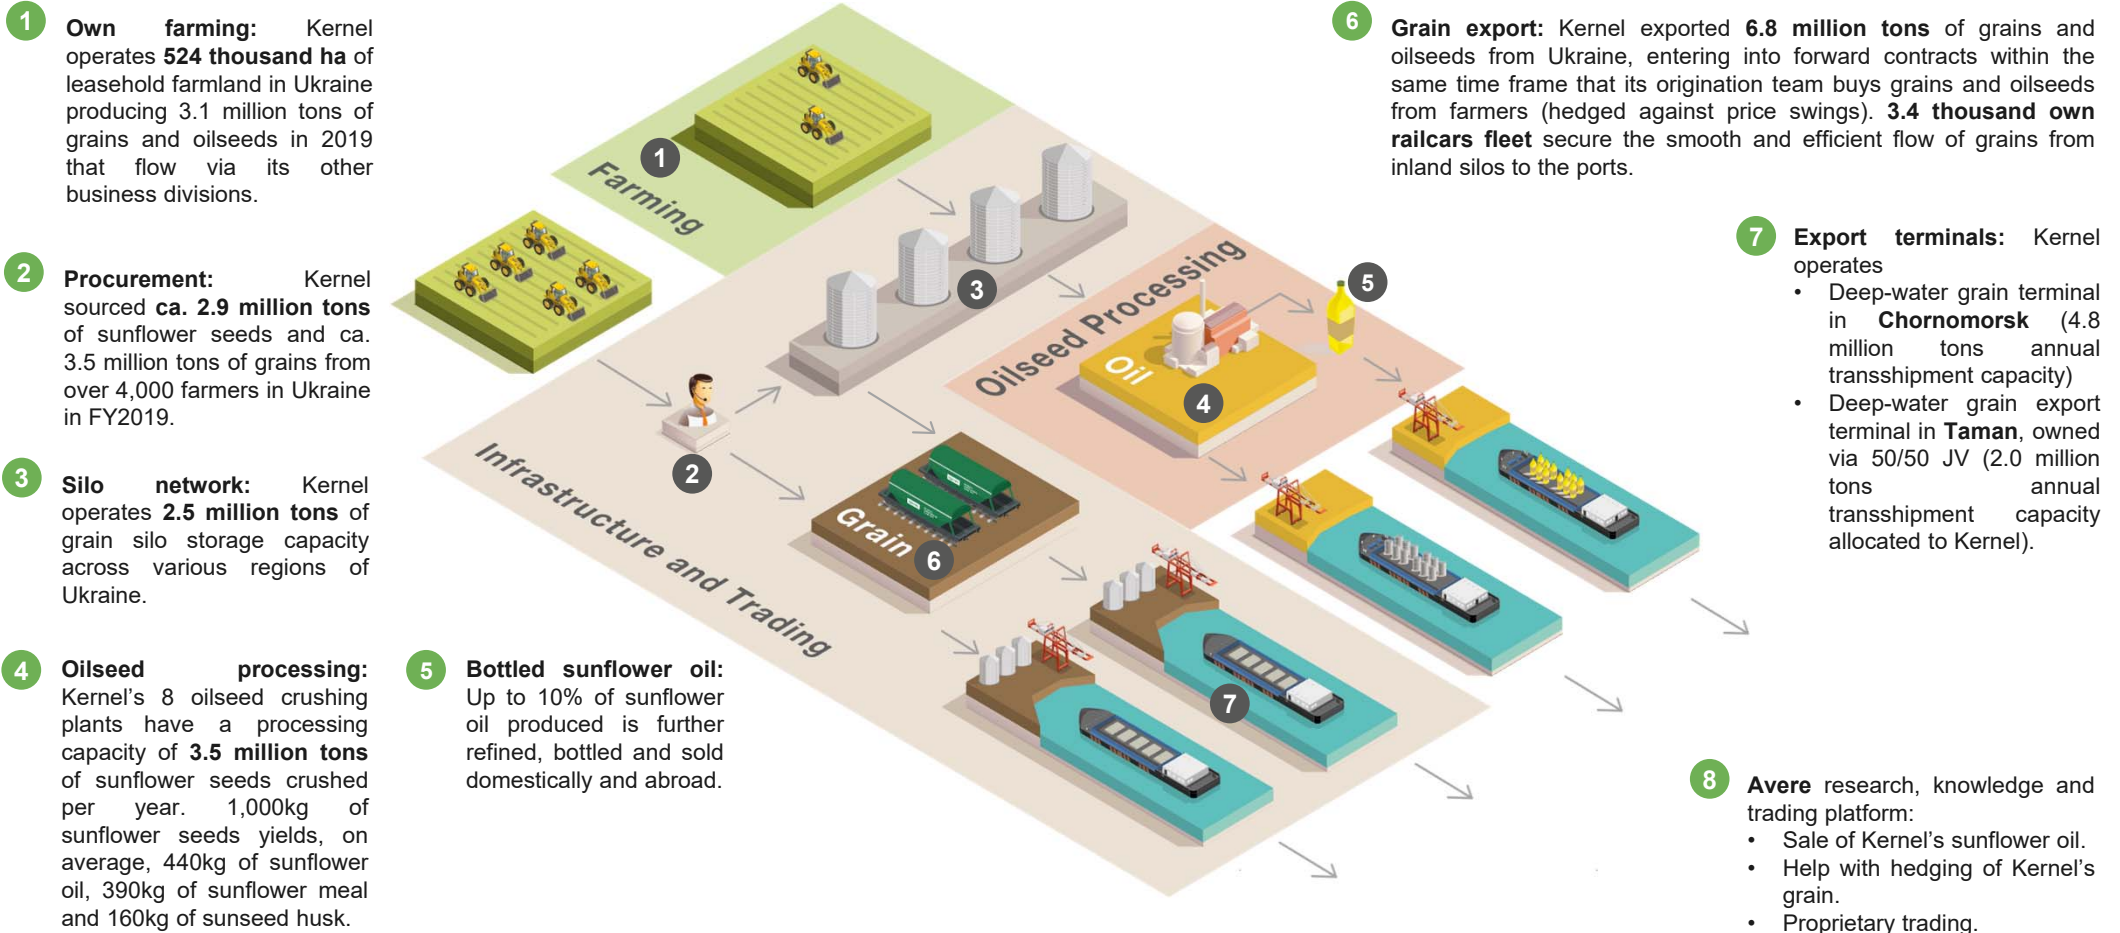 1
Own farming: Kernel
operates 524 thousand ha of
leasehold farmland in Ukraine
producing 3.1 million tons of
grains and oilseeds in 2019
that flow via its other
business divisions.
2
Procurement: Kernel
sourced ca. 2.9 million tons
of sunflower seeds and ca.
3.5 million tons of grains from
over 4,000 farmers in Ukraine
in FY2019.
3
Silo network: Kernel
operates 2.5 million tons of
grain silo storage capacity
across various regions of
Ukraine.
4
Oilseed processing:
Kernel's 8 oilseed crushing
plants have a processing
capacity of 3.5 million tons
of sunflower seeds crushed
per year. 1,000kg of
sunflower seeds yields, on
average, 440kg of sunflower
oil, 390kg of sunflower meal
and 160kg of sunseed husk.
5
Bottled sunflower oil:
Up to 10% of sunflower
oil produced is further
refined, bottled and sold
domestically and abroad.
1
Farming
3
5
Oilseed Processing
Oil
4
2
Infrastructure and Trading
Grain
6
7
6
Grain export: Kernel exported 6.8 million tons of grains and
oilseeds from Ukraine, entering into forward contracts within the
same time frame that its origination team buys grains and oilseeds
from farmers (hedged against price swings). 3.4 thousand own
railcars fleet secure the smooth and efficient flow of grains from
inland silos to the ports.
7
Export terminals: Kernel
operates
• Deep-water grain terminal
in Chornomorsk (4.8
million tons annual
transshipment capacity)
• Deep-water grain export
terminal in Taman, owned
via 50/50 JV (2.0 million
tons annual
transshipment capacity
allocated to Kernel).
8
Avere research, knowledge and
trading platform:
• Sale of Kernel's sunflower oil.
• Help with hedging of Kernel's
grain.
• Proprietary trading.